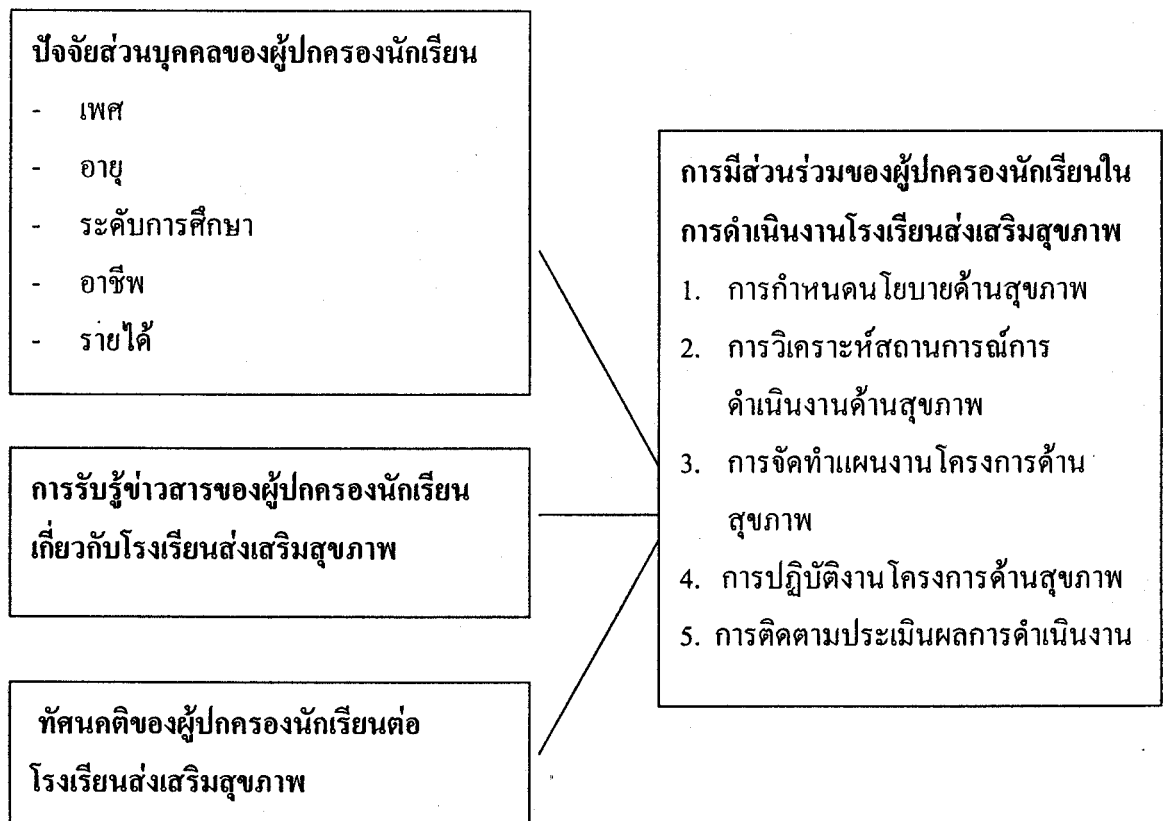 ปัจจัยส่วนบุคคลของผู้ปกครองนักเรียน
- เพศ
- อายุ
- ระดับการศึกษา
- อาชีพ
- รายได้
การรับรู้ข่าวสารของผู้ปกครองนักเรียน
เกี่ยวกับโรงเรียนส่งเสริมสุขภาพ
ทัศนคติของผู้ปกครองนักเรียนต่อ
โรงเรียนส่งเสริมสุขภาพ
การมีส่วนร่วมของผู้ปกครองนักเรียนใน
การดำเนินงานโรงเรียนส่งเสริมสุขภาพ
1. การกำหนดนโยบายด้านสุขภาพ
2. การวิเคราะห์สถานการณ์การ
ดำเนินงานด้านสุขภาพ
3. การจัดทำแผนงานโครงการด้าน
สุขภาพ
4. การปฏิบัติงานโครงการด้านสุขภาพ
5. การติดตามประเมินผลการดำเนินงาน